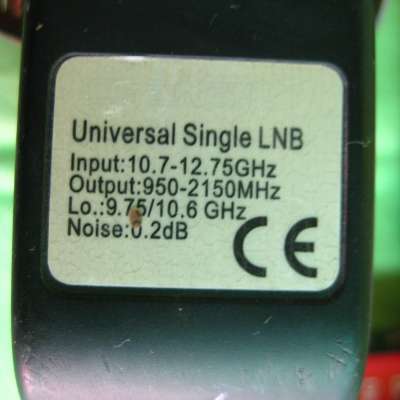 Universal Single LNB
Input:10.7-12.75GHz
Output:950-2150MHz
Lo.:9.75/10.6 GHz
Noise:0.2dB
CE